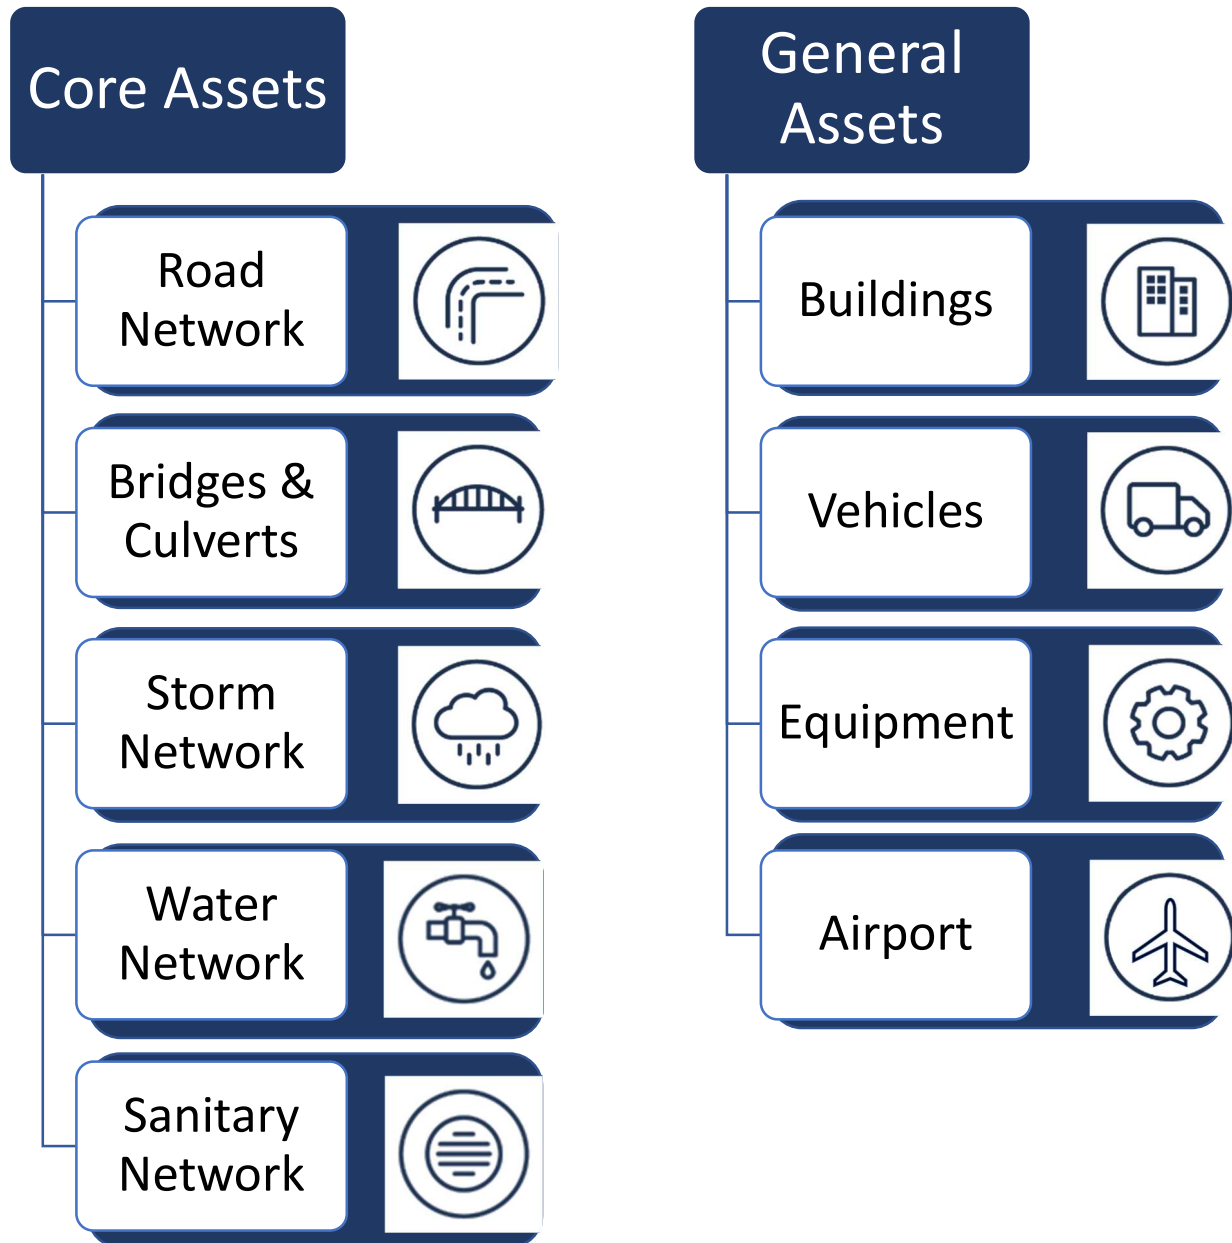 Core Assets
Road
Network
Bridges &
Culverts
Storm
Network
Water
Network
Sanitary
Network
General
Assets
Buildings
Vehicles
Equipment
Airport